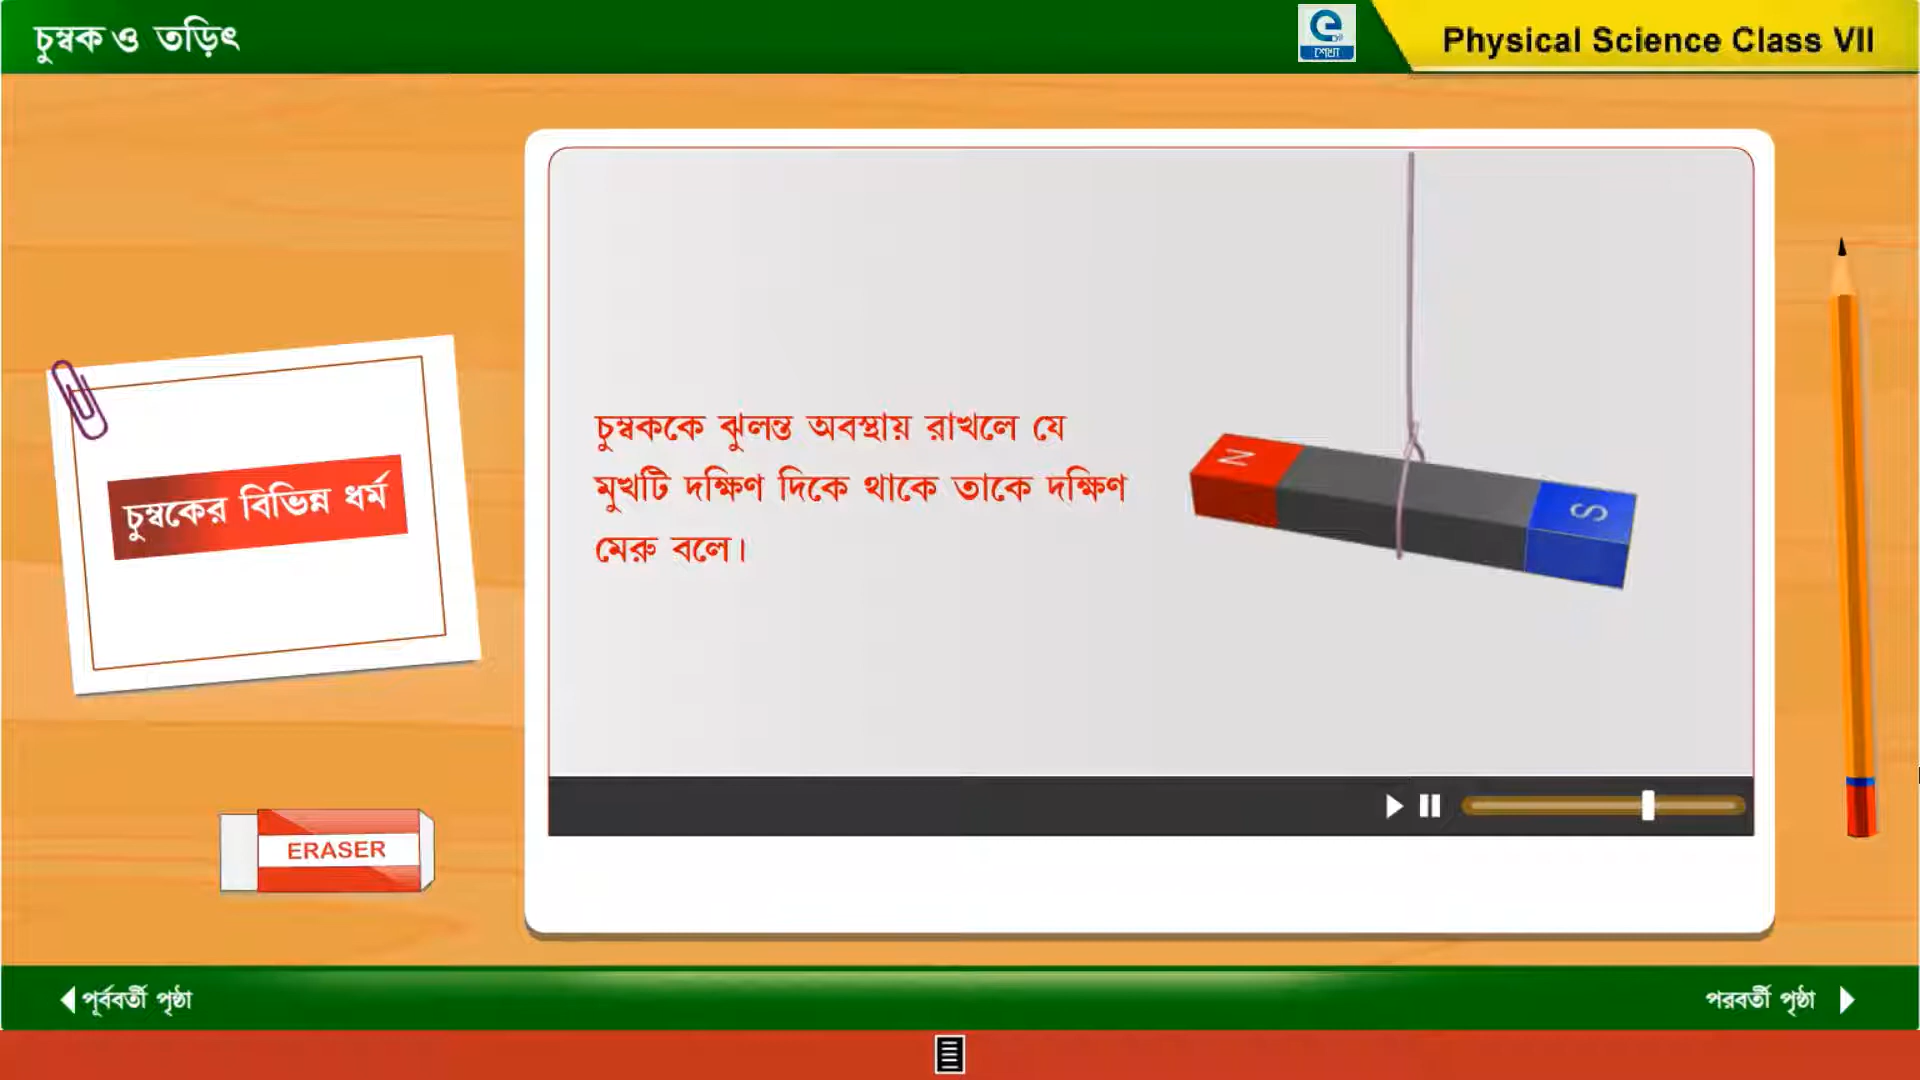 চুম্বক ও তড়িৎ
e
শেখা
Physical Science Class VII
চুম্বকের বিভিন্ন ধর্ম
চুম্বককে ঝুলন্ত অবস্থায় রাখলে যে
মুখটি দক্ষিণ দিকে থাকে তাকে দক্ষিণ
মেরু বলে।
N
S
ERASER
পূর্ববর্তী পৃষ্ঠা
পরবর্তী পৃষ্ঠা